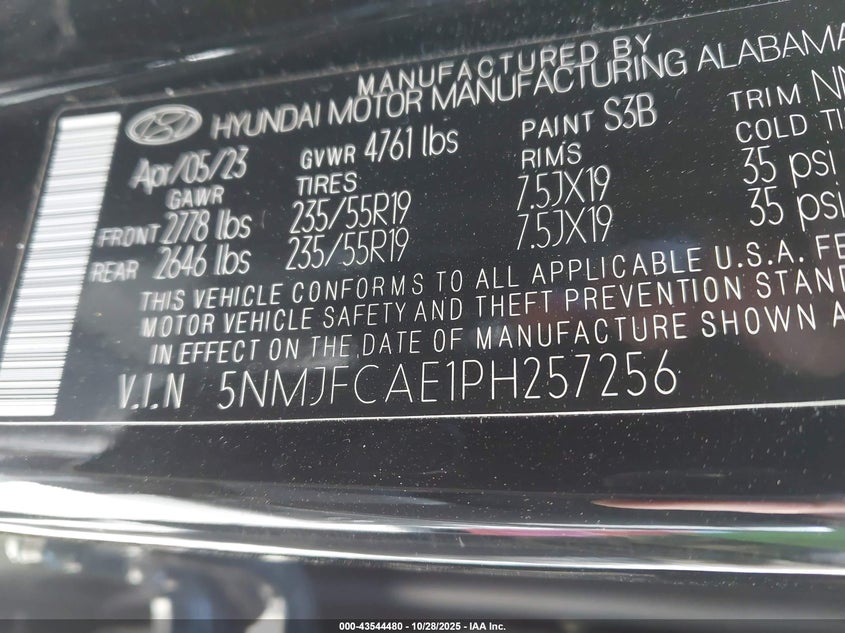 MANUFACTURED BY
HYUNDAI MOTOR MANUFACTURING ALABAMA
Apr/05/23 GVWR 4761 lbs PAINT S3B TRIM
GAWR TIRES RIMS COLD
FRONT 2778 lbs 235/55R19 7.5JX19 35 psi
REAR 2646 lbs 235/55R19 7.5JX19 35 psi
THIS VEHICLE CONFORMS TO ALL APPLICABLE U.S.A.
MOTOR VEHICLE SAFETY AND THEFT PREVENTION
IN EFFECT ON THE DATE OF MANUFACTURE SHOWN
V.I.N 5NMJFCAE1PH257256
000-43544480 - 10/28/2025 - IAA Inc.